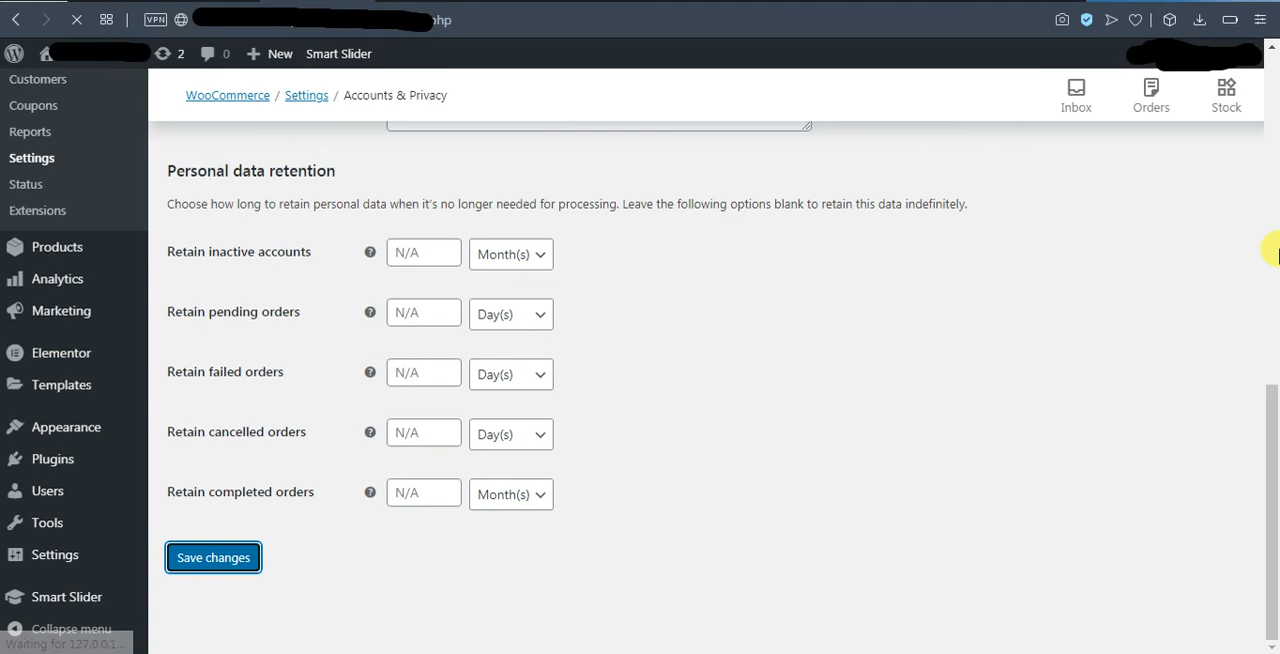 VPN
hp
2
0
New
Smart Slider
Customers
Coupons
Reports
Settings
Status
Extensions
Products
Analytics
Marketing
Elementor
Templates
Appearance
Plugins
Users
Tools
Settings
Smart Slider
Collapse menu
Waiting for 127.0.0.1...
WooCommerce / Settings / Accounts & Privacy
Inbox
Orders
Stock
Personal data retention
Choose how long to retain personal data when it's no longer needed for processing. Leave the following options blank to retain this data indefinitely.
Retain inactive accounts ? N/A Month(s)
Retain pending orders ? N/A Day(s)
Retain failed orders ? N/A Day(s)
Retain cancelled orders ? N/A Day(s)
Retain completed orders ? N/A Month(s)
Save changes